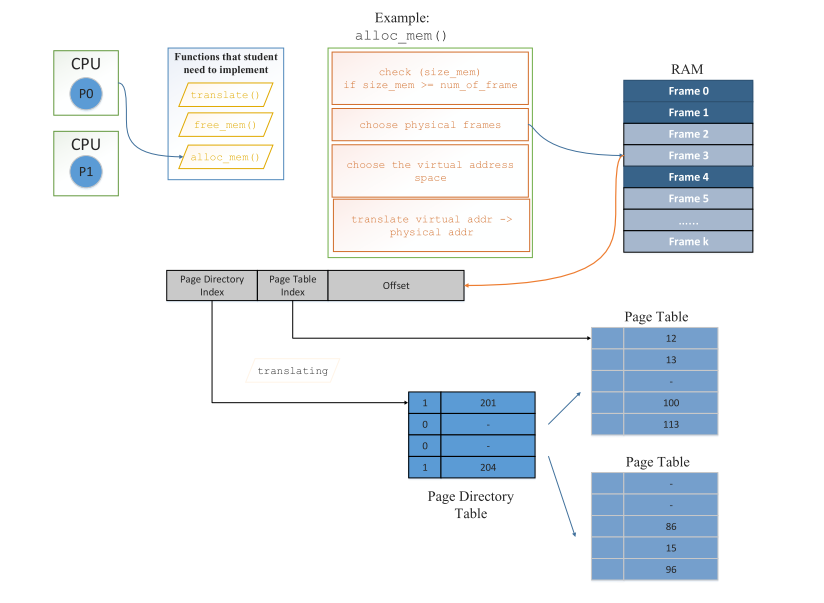 Example:
alloc_mem()
CPU
P0
CPU
P1
Functions that student
need to implement
translate()
free_mem()
alloc_mem()
check (size_mem)
if size_mem >= num_of_frame
choose physical frames
choose the virtual address
space
translate virtual addr ->
physical addr
RAM
Frame 0
Frame 1
Frame 2
Frame 3
Frame 4
Frame 5
......
Frame k
Page Directory
Index
Page Table
Index
Offset
translating
1 201
0 -
0 -
1 204
Page Directory
Table
Page Table
12
13
-
100
113
Page Table
-
-
86
15
96